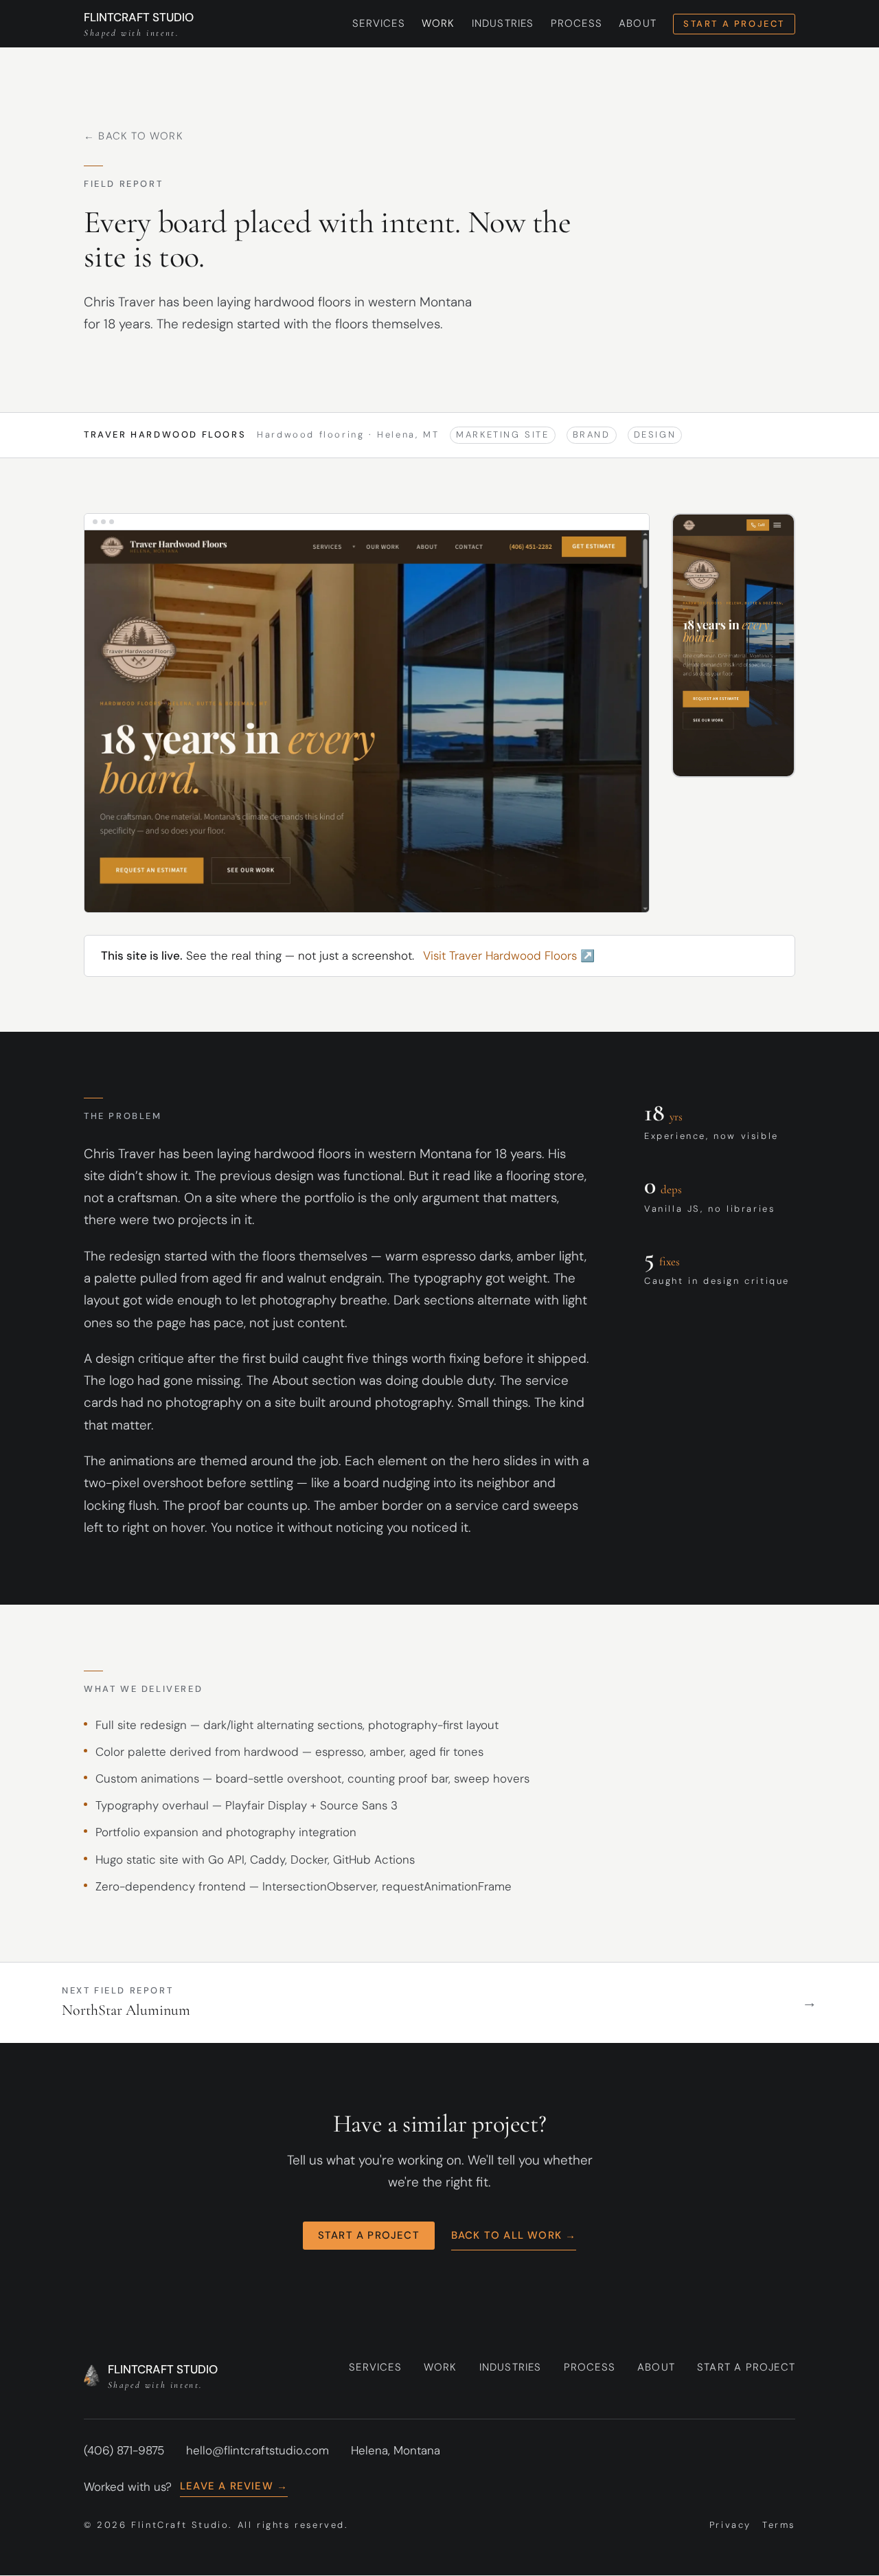 FLINTCRAFT STUDIO
Shaped with intent.
SERVICES WORK INDUSTRIES PROCESS ABOUT START A PROJECT
← BACK TO WORK
FIELD REPORT
Every board placed with intent. Now the
site is too.
Chris Traver has been laying hardwood floors in western Montana
for 18 years. The redesign started with the floors themselves.
TRAVER HARDWOOD FLOORS Hardwood flooring · Helena, MT MARKETING SITE BRAND DESIGN
Traver Hardwood Floors
HELENA, MONTANA
SERVICES OUR WORK ABOUT CONTACT (406) 451-2282 GET ESTIMATE
Traver Hardwood Floors
18 years in every
board.
One craftsman. One material. Montana's climate demands this kind of
specificity — and so does your floor.
REQUEST AN ESTIMATE SEE OUR WORK
18 years in every
board.
REQUEST AN ESTIMATE
SEE OUR WORK
This site is live. See the real thing — not just a screenshot. Visit Traver Hardwood Floors ↗
THE PROBLEM
Chris Traver has been laying hardwood floors in western Montana for 18 years. His
site didn’t show it. The previous design was functional. But it read like a flooring store,
not a craftsman. On a site where the portfolio is the only argument that matters,
there were two projects in it.
The redesign started with the floors themselves — warm espresso darks, amber light,
a palette pulled from aged fir and walnut endgrain. The typography got weight. The
layout got wide enough to let photography breathe. Dark sections alternate with light
ones so the page has pace, not just content.
A design critique after the first build caught five things worth fixing before it shipped.
The logo had gone missing. The About section was doing double duty. The service
cards had no photography on a site built around photography. Small things. The kind
that matter.
The animations are themed around the job. Each element on the hero slides in with a
two-pixel overshoot before settling — like a board nudging into its neighbor and
locking flush. The proof bar counts up. The amber border on a service card sweeps
left to right on hover. You notice it without noticing you noticed it.
18 yrs
Experience, now visible
0 deps
Vanilla JS, no libraries
5 fixes
Caught in design critique
WHAT WE DELIVERED
• Full site redesign — dark/light alternating sections, photography-first layout
• Color palette derived from hardwood — espresso, amber, aged fir tones
• Custom animations — board-settle overshoot, counting proof bar, sweep hovers
• Typography overhaul — Playfair Display + Source Sans 3
• Portfolio expansion and photography integration
• Hugo static site with Go API, Caddy, Docker, GitHub Actions
• Zero-dependency frontend — IntersectionObserver, requestAnimationFrame
NEXT FIELD REPORT
NorthStar Aluminum
→
Have a similar project?
Tell us what you're working on. We'll tell you whether
we're the right fit.
START A PROJECT BACK TO ALL WORK →
FLINTCRAFT STUDIO
Shaped with intent.
SERVICES WORK INDUSTRIES PROCESS ABOUT START A PROJECT
(406) 871-9875 hello@flintcraftstudio.com Helena, Montana
Worked with us? LEAVE A REVIEW →
© 2026 FlintCraft Studio. All rights reserved.
Privacy Terms